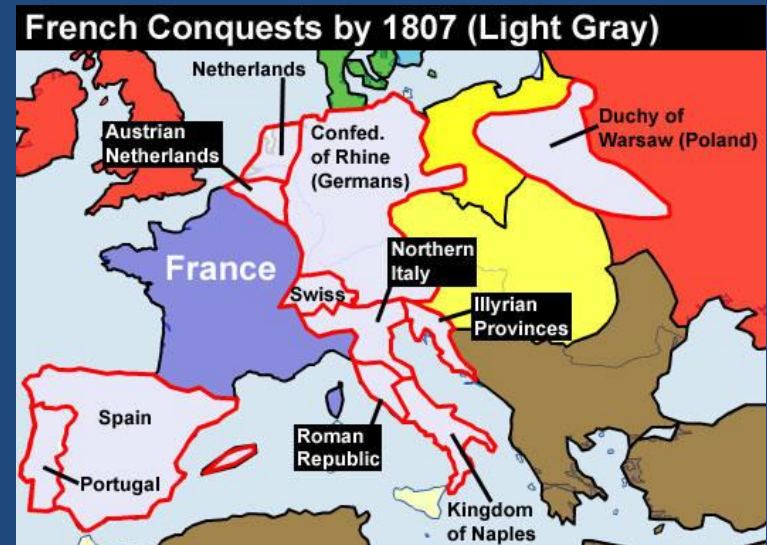 French Conquests by 1807 (Light Gray)
Netherlands
Austrian
Netherlands
Confed.
of Rhine
(Germans)
Duchy of
Warsaw (Poland)
France
Northern
Italy
Swiss
Illyrian
Provinces
Spain
Roman
Republic
Portugal
Kingdom
of Naples